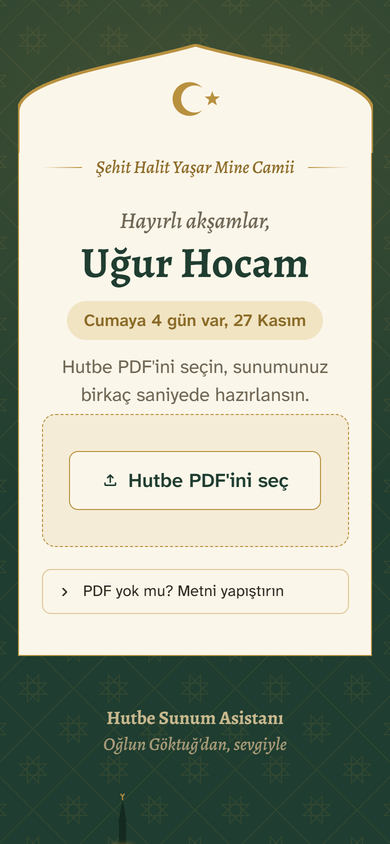 Şehit Halit Yaşar Mine Camii
Hayırlı akşamlar,
Uğur Hocam
Cumaya 4 gün var, 27 Kasım
Hutbe PDF'ini seçin, sunumunuz
birkaç saniyede hazırlansın.
Hutbe PDF'ini seç
PDF yok mu? Metni yapıştırın
Hutbe Sunum Asistanı
Oğlun Göktuğ'dan, sevgiyle